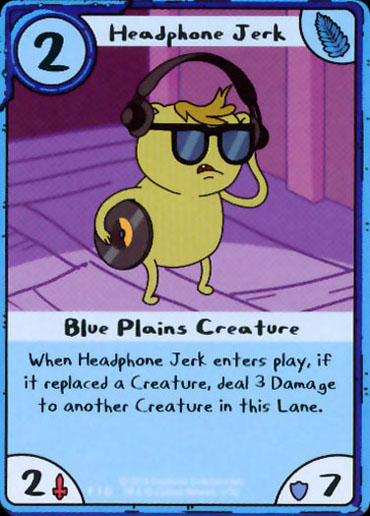 2
Headphone Jerk
Blue Plains Creature
When Headphone Jerk enters play, if
it replaced a Creature, deal 3 Damage
to another Creature in this Lane.
2
7